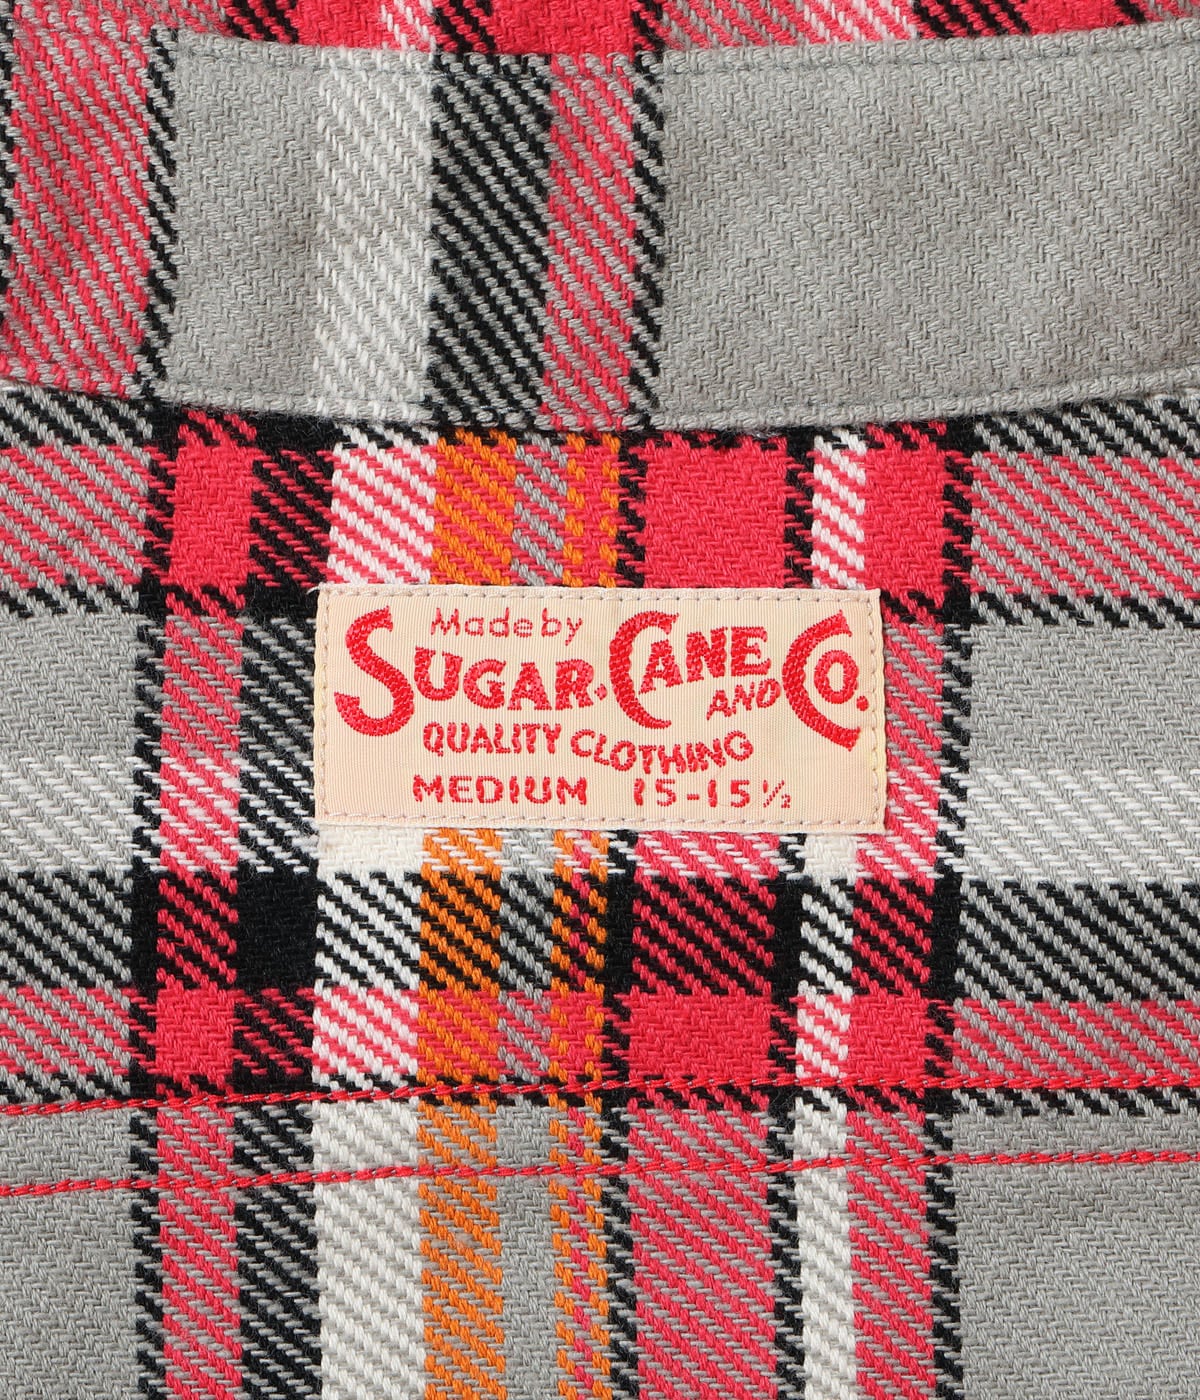 Made by
SUGAR·CANE AND CO.
QUALITY CLOTHING
MEDIUM 15-15½